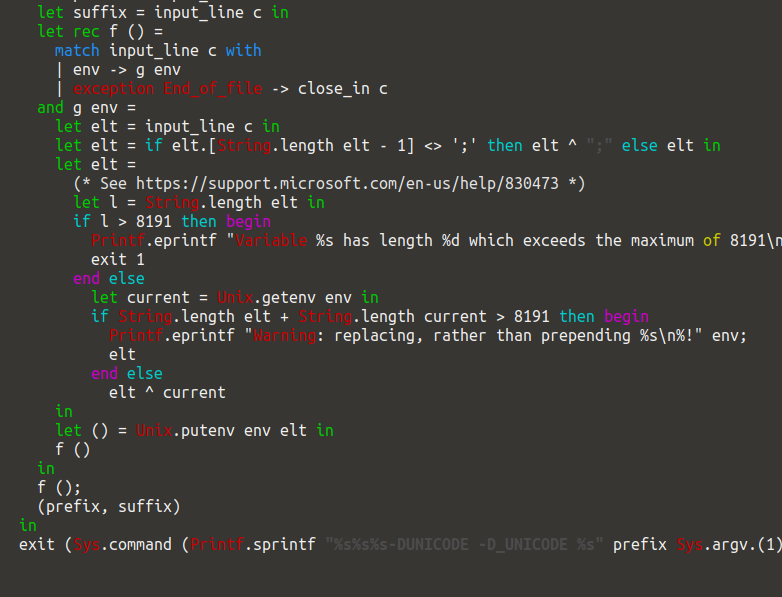 let suffix = input_line c in
let rec f () =
match input_line c with
| env -> g env
| exception End_of_file -> close_in c
and g env =
let elt = input_line c in
let elt = if elt.[String.length elt - 1] <> ';' then elt ^ ";" else elt in
let elt =
(* See https://support.microsoft.com/en-us/help/830473 *)
let l = String.length elt in
if l > 8191 then begin
Printf.eprintf "Variable %s has length %d which exceeds the maximum of 8191\n
exit 1
end else
let current = Unix.getenv env in
if String.length elt + String.length current > 8191 then begin
Printf.eprintf "Warning: replacing, rather than prepending %s\n%!" env;
elt
end else
elt ^ current
in
let () = Unix.putenv env elt in
f ()
in
f ();
(prefix, suffix)
in
exit (Sys.command (Printf.sprintf "%s%s%s-DUNICODE -D_UNICODE %s" prefix Sys.argv.(1)